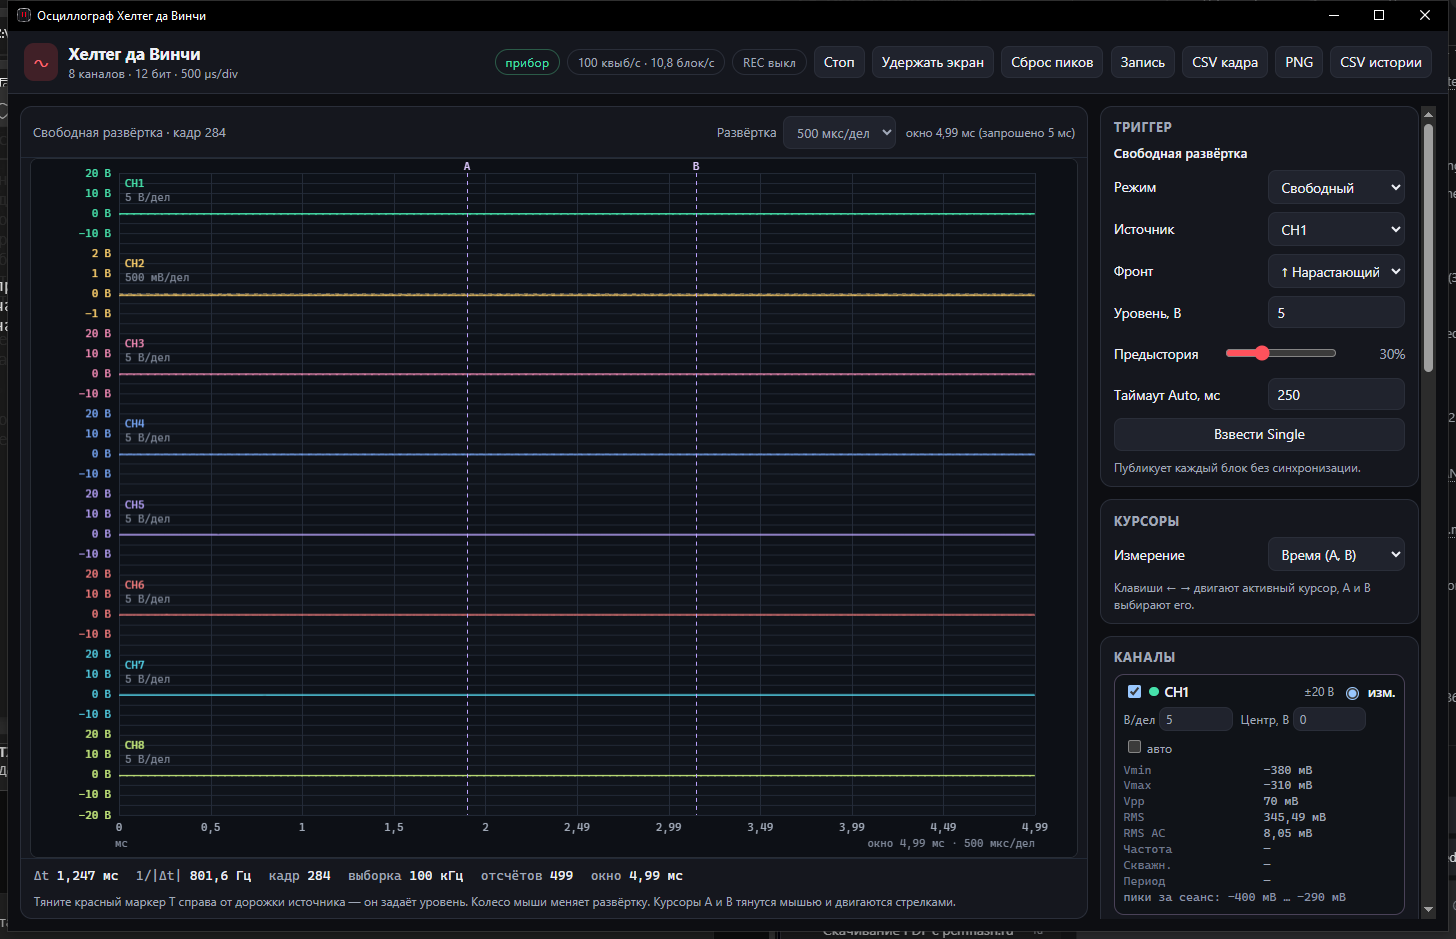 Осциллограф Хелтег да Винчи
Хелтег да Винчи
8 каналов · 12 бит · 500 µs/div
прибор
100 квыб/с · 10,8 блок/с
REC выкл
Стоп
Удержать экран
Сброс пиков
Запись
CSV кадра
PNG
CSV истории
Свободная развёртка · кадр 284
Развёртка
500 мкс/дел
окно 4,99 мс (запрошено 5 мс)
A
B
20 В
CH1
5 В/дел
10 В
0 В
−10 В
2 В
CH2
1 В
500 мВ/дел
0 В
−1 В
20 В
CH3
10 В
5 В/дел
0 В
−10 В
20 В
CH4
10 В
5 В/дел
0 В
−10 В
20 В
CH5
10 В
5 В/дел
0 В
−10 В
20 В
CH6
10 В
5 В/дел
0 В
−10 В
20 В
CH7
10 В
5 В/дел
0 В
−10 В
20 В
CH8
10 В
5 В/дел
0 В
−10 В
−20 В
0
0,5
1
1,5
2
2,49
2,99
3,49
3,99
4,49
4,99
мс
окно 4,99 мс · 500 мкс/дел
Δt 1,247 мс 1/|Δt| 801,6 Гц кадр 284 выборка 100 кГц отсчётов 499 окно 4,99 мс
Тяните красный маркер T справа от дорожки источника — он задаёт уровень. Колесо мыши меняет развёртку. Курсоры A и B тянутся мышью и двигаются стрелками.
ТРИГГЕР
Свободная развёртка
Режим
Свободный
Источник
CH1
Фронт
↑ Нарастающий
Уровень, В
5
Предыстория
30%
Таймаут Auto, мс
250
Взвести Single
Публикует каждый блок без синхронизации.
КУРСОРЫ
Измерение
Время (A, B)
Клавиши ← → двигают активный курсор, A и B
выбирают его.
КАНАЛЫ
CH1
±20 В
изм.
В/дел 5
Центр, В 0
авто
Vmin −380 мВ
Vmax −310 мВ
Vpp 70 мВ
RMS 345,49 мВ
RMS AC 8,05 мВ
Частота —
Скважн. —
Период —
пики за сеанс: −400 мВ … −290 мВ